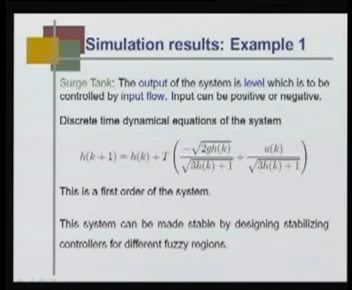 Simulation results: Example 1
Surge Tank: The output of the system is level which is to be
controlled by input flow. Input can be positive or negative.
Discrete time dynamical equations of the system
h(k + 1) = h(k) + T ( -√2gh(k) / √3h(k) + 1 + u(k) / √3h(k) + 1 )
This is a first order of the system.
This system can be made stable by designing stabilizing
controllers for different fuzzy regions.